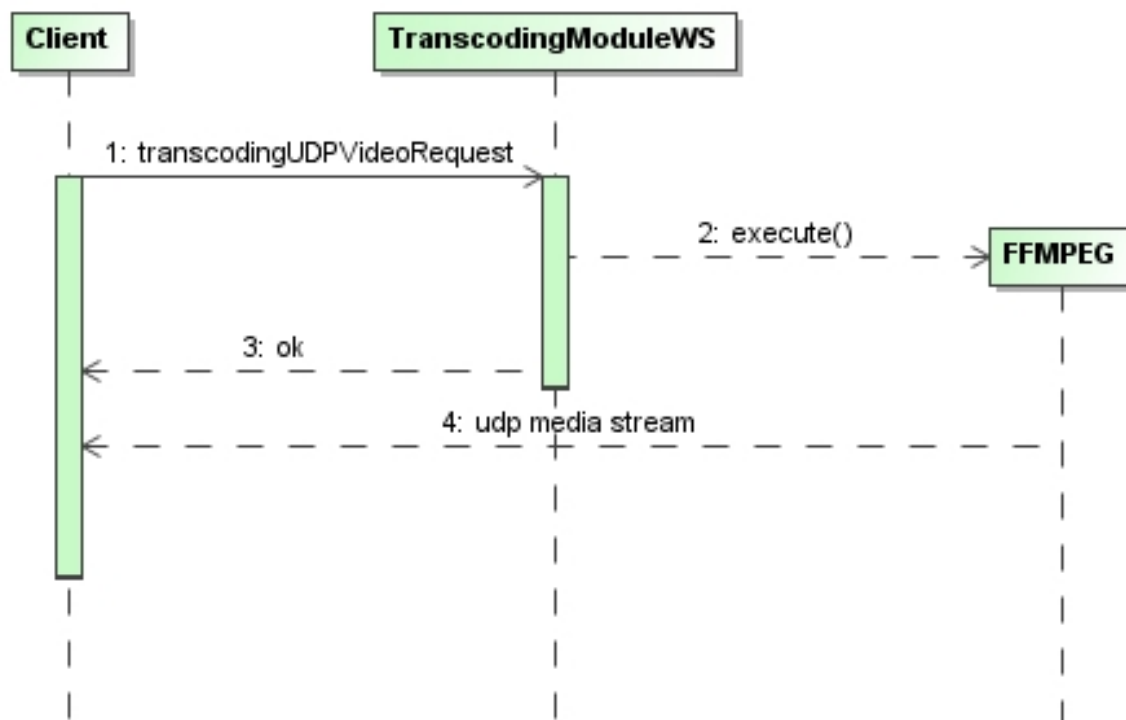 Client
TranscodingModuleWS
1: transcodingUDPVideoRequest
2: execute()
FFMPEG
3: ok
4: udp media stream